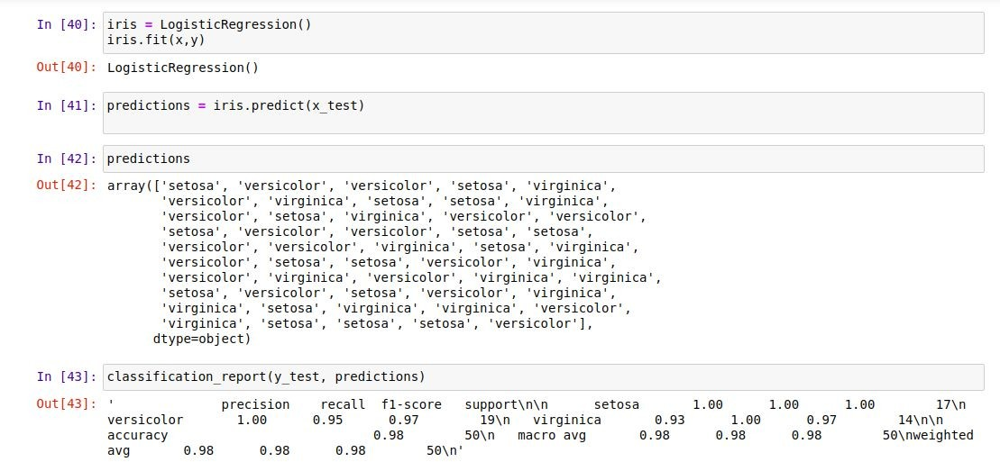 In [40]: iris = LogisticRegression()
iris.fit(x,y)
Out[40]: LogisticRegression()
In [41]: predictions = iris.predict(x_test)
In [42]: predictions
Out[42]: array(['setosa', 'versicolor', 'versicolor', 'setosa', 'virginica',
'versicolor', 'virginica', 'setosa', 'setosa', 'virginica',
'versicolor', 'setosa', 'virginica', 'versicolor', 'versicolor',
'setosa', 'versicolor', 'versicolor', 'setosa', 'setosa',
'versicolor', 'versicolor', 'virginica', 'setosa', 'virginica',
'versicolor', 'setosa', 'setosa', 'versicolor', 'virginica',
'versicolor', 'virginica', 'versicolor', 'virginica', 'virginica',
'setosa', 'versicolor', 'setosa', 'versicolor', 'virginica',
'virginica', 'setosa', 'virginica', 'virginica', 'versicolor',
'virginica', 'setosa', 'setosa', 'setosa', 'versicolor'],
dtype=object)
In [43]: classification_report(y_test, predictions)
Out[43]: '              precision    recall  f1-score   support\n\n      setosa       1.00      1.00      1.00        17\n
versicolor       1.00      0.95      0.97        19\n   virginica       0.93      1.00      0.97        14\n\n
accuracy                           0.98        50\n   macro avg       0.98      0.98      0.98        50\nweighted
avg       0.98      0.98      0.98        50\n'